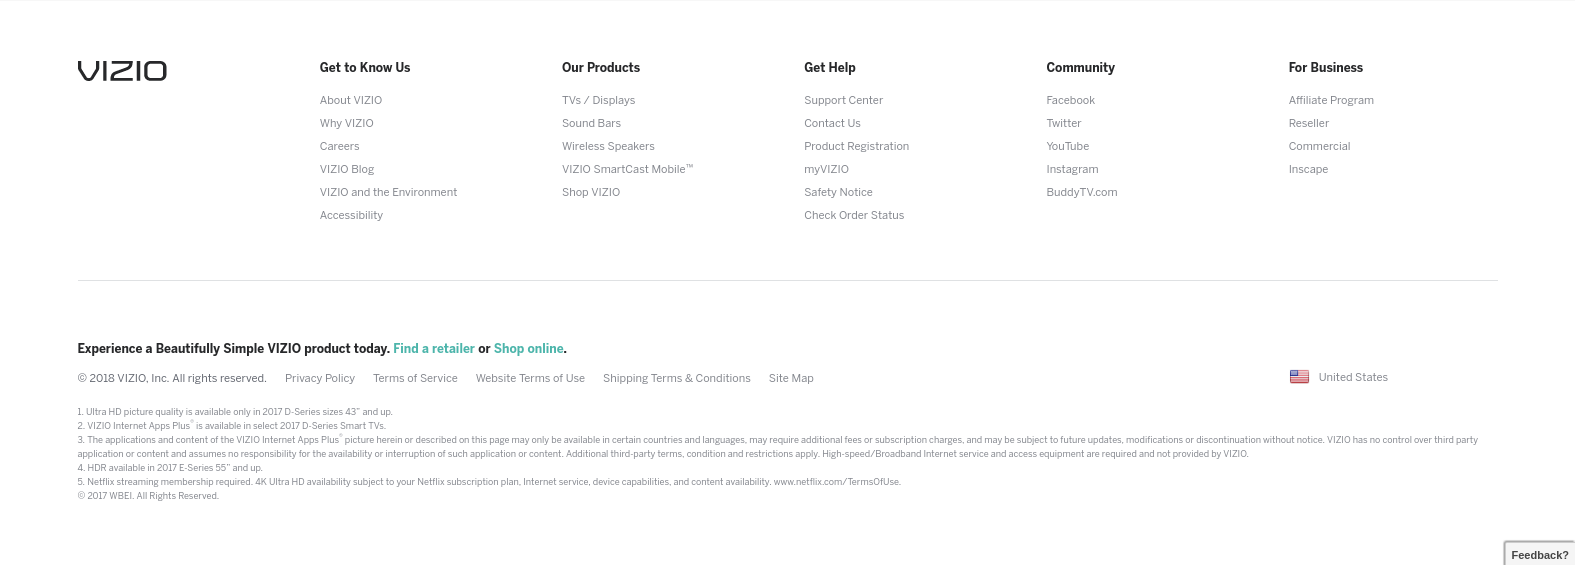 VIZIO
Get to Know Us
About VIZIO
Why VIZIO
Careers
VIZIO Blog
VIZIO and the Environment
Accessibility
Our Products
TVs / Displays
Sound Bars
Wireless Speakers
VIZIO SmartCast Mobile™
Shop VIZIO
Get Help
Support Center
Contact Us
Product Registration
myVIZIO
Safety Notice
Check Order Status
Community
Facebook
Twitter
YouTube
Instagram
BuddyTV.com
For Business
Affiliate Program
Reseller
Commercial
Inscape
Experience a Beautifully Simple VIZIO product today. Find a retailer or Shop online.
© 2018 VIZIO, Inc. All rights reserved. Privacy Policy Terms of Service Website Terms of Use Shipping Terms & Conditions Site Map
United States
1. Ultra HD picture quality is available only in 2017 D-Series sizes 43" and up.
2. VIZIO Internet Apps Plus® is available in select 2017 D-Series Smart TVs.
3. The applications and content of the VIZIO Internet Apps Plus® picture herein or described on this page may only be available in certain countries and languages, may require additional fees or subscription charges, and may be subject to future updates, modifications or discontinuation without notice. VIZIO has no control over third party
application or content and assumes no responsibility for the availability or interruption of such application or content. Additional third-party terms, condition and restrictions apply. High-speed/Broadband Internet service and access equipment are required and not provided by VIZIO.
4. HDR available in 2017 E-Series 55" and up.
5. Netflix streaming membership required. 4K Ultra HD availability subject to your Netflix subscription plan, Internet service, device capabilities, and content availability. www.netflix.com/TermsOfUse.
© 2017 WBEI. All Rights Reserved.
Feedback?